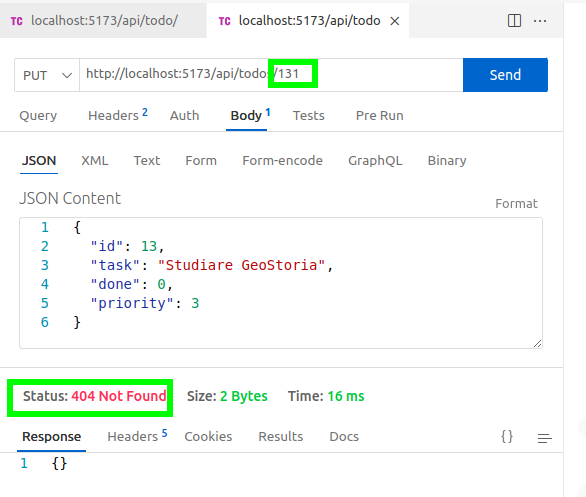 TC localhost:5173/api/todo/ TC localhost:5173/api/todo
PUT http://localhost:5173/api/todos/131 Send
Query Headers 2 Auth Body 1 Tests Pre Run
JSON XML Text Form Form-encode GraphQL Binary
JSON Content Format
1 {
2 "id": 13,
3 "task": "Studiare GeoStoria",
4 "done": 0,
5 "priority": 3
6 }
Status: 404 Not Found Size: 2 Bytes Time: 16 ms
Response Headers 5 Cookies Results Docs {}
1 {}